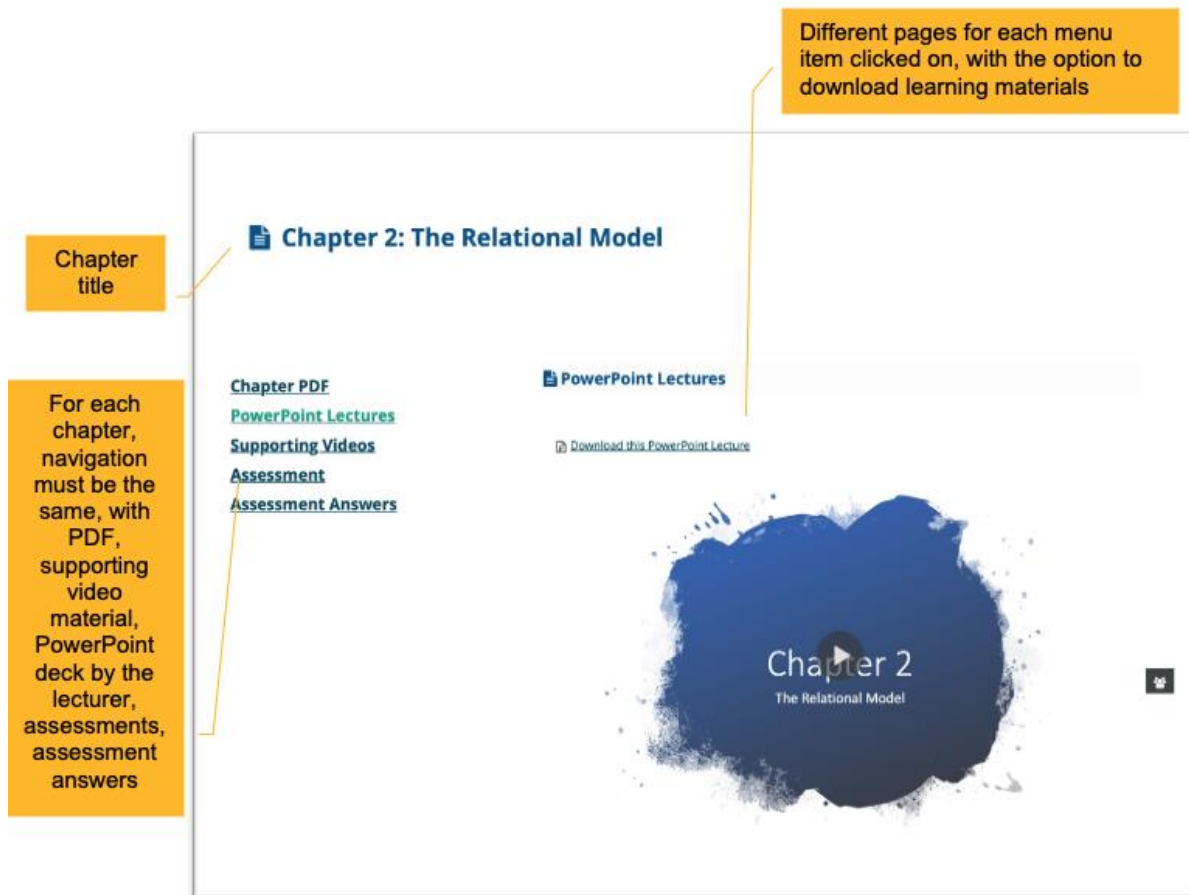 Different pages for each menu
item clicked on, with the option to
download learning materials
Chapter 2: The Relational Model
Chapter
title
For each
chapter,
navigation
must be the
same, with
PDF,
supporting
video
material,
PowerPoint
deck by the
lecturer,
assessments,
assessment
answers
Chapter PDF
PowerPoint Lectures
Supporting Videos
Assessment
Assessment Answers
PowerPoint Lectures
Download this PowerPoint Lecture
Chapter 2
The Relational Model